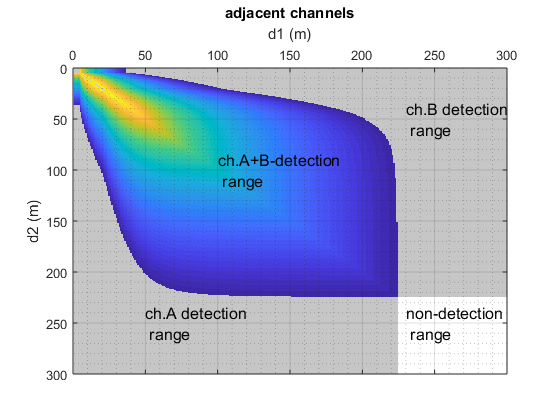 adjacent channels
d1 (m)
0 50 100 150 200 250 300
0
50
100
150
200
250
300
d2 (m)
ch.B detection
range
ch.A+B-detection
range
ch.A detection
range
non-detection
range